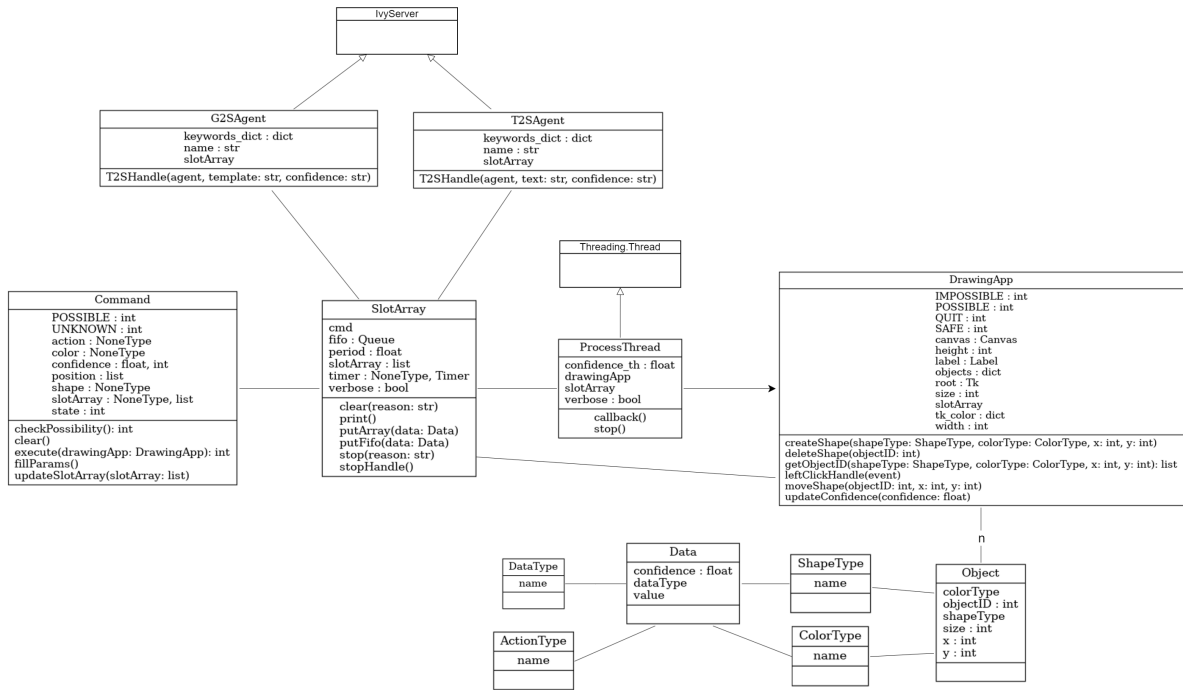 IvyServer
G2SAgent
keywords_dict : dict
name : str
slotArray
T2SHandle(agent, template: str, confidence: str)
T2SAgent
keywords_dict : dict
name : str
slotArray
T2SHandle(agent, text: str, confidence: str)
Threading.Thread
Command
POSSIBLE : int
UNKNOWN : int
action : NoneType
color : NoneType
confidence : float, int
position : list
shape : NoneType
slotArray : NoneType, list
state : int
checkPossibility(): int
clear()
execute(drawingApp: DrawingApp): int
fillParams()
updateSlotArray(slotArray: list)
SlotArray
cmd
fifo : Queue
period : float
slotArray : list
timer : NoneType, Timer
verbose : bool
clear(reason: str)
print()
putArray(data: Data)
putFifo(data: Data)
stop(reason: str)
stopHandle()
ProcessThread
confidence_th : float
drawingApp
slotArray
verbose : bool
callback()
stop()
DrawingApp
IMPOSSIBLE : int
POSSIBLE : int
QUIT : int
SAFE : int
canvas : Canvas
height : int
label : Label
objects : dict
root : Tk
size : int
slotArray
tk_color : dict
width : int
createShape(shapeType: ShapeType, colorType: ColorType, x: int, y: int)
deleteShape(objectID: int)
getObjectID(shapeType: ShapeType, colorType: ColorType, x: int, y: int): list
leftClickHandle(event)
moveShape(objectID: int, x: int, y: int)
updateConfidence(confidence: float)
n
DataType
name
Data
confidence : float
dataType
value
ShapeType
name
Object
colorType
objectID : int
shapeType
size : int
x : int
y : int
ActionType
name
ColorType
name